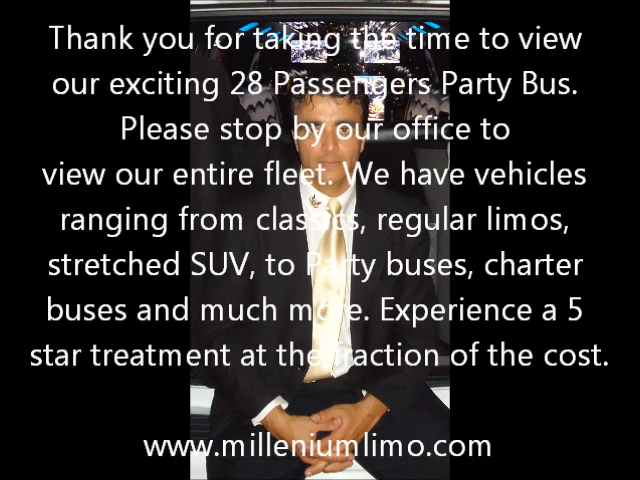 Thank you for taking the time to view
our exciting 28 Passengers Party Bus.
Please stop by our office to
view our entire fleet. We have vehicles
ranging from classics, regular limos,
stretched SUV, to Party buses, charter
buses and much more. Experience a 5
star treatment at the fraction of the cost.
www.milleniumlimo.com